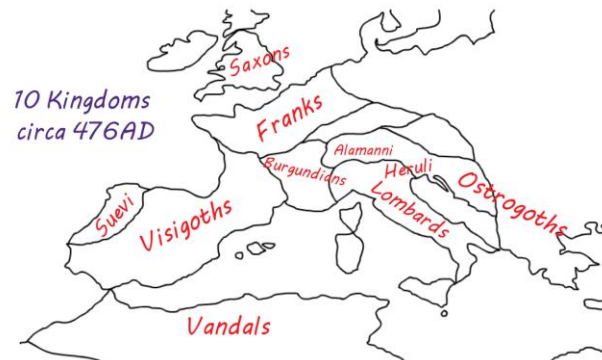 Saxons
10 Kingdoms
circa 476AD
Franks
Alamanni
Burgundians
Heruli
Ostrogoths
Lombards
Suevi
Visigoths
Vandals